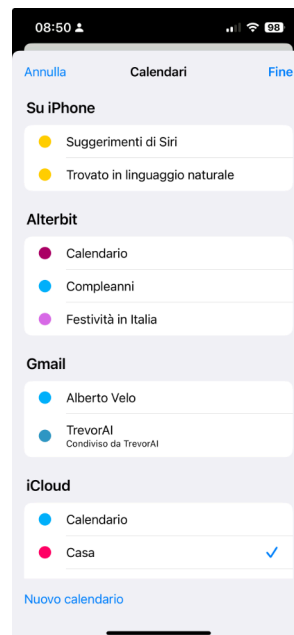 08:50
98
Annulla Calendari Fine
Su iPhone
Suggerimenti di Siri
Trovato in linguaggio naturale
Alterbit
Calendario
Compleanni
Festività in Italia
Gmail
Alberto Velo
TrevorAI
Condiviso da TrevorAI
iCloud
Calendario
Casa
Nuovo calendario